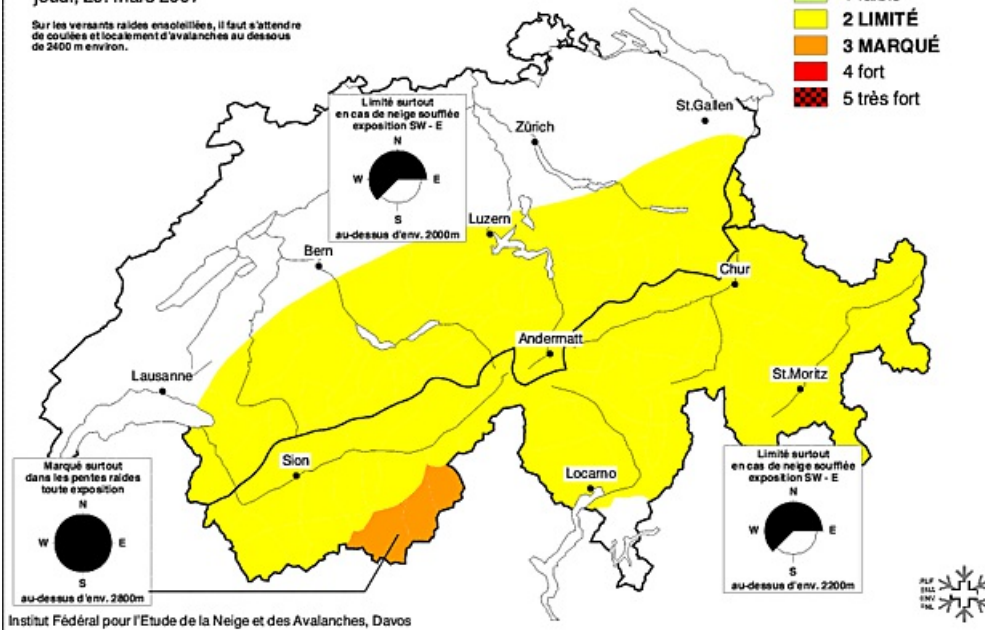 Sur les versants raides ensoleillées, il faut s'attendre
de coulées et localement d'avalanches au dessous
de 2400 m environ.
2 LIMITÉ
3 MARQUÉ
4 fort
5 très fort
Limité surtout
en cas de neige soufflée
exposition SW - E
N
W E
S
au-dessus d'env. 2000m
St.Gallen
Zürich
Luzern
Bern
Chur
Andermatt
Lausanne
St.Moritz
Sion
Locarno
Marqué surtout
dans les pentes raides
toute exposition
N
W E
S
au-dessus d'env. 2800m
Limité surtout
en cas de neige soufflée
exposition SW - E
N
W E
S
au-dessus d'env. 2200m
Institut Fédéral pour l'Etude de la Neige et des Avalanches, Davos